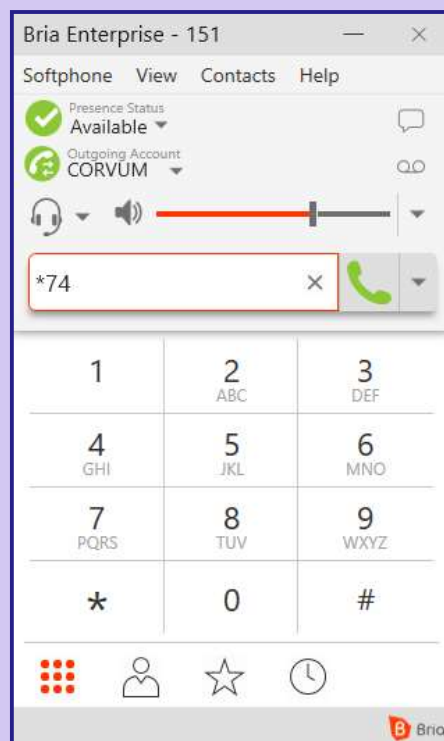 Bria Enterprise - 151
Softphone View Contacts Help
Presence Status
Available
Outgoing Account
CORVUM
*74
1 2 3
ABC DEF
4 5 6
GHI JKL MNO
7 8 9
PQRS TUV WXYZ
* 0 #
Bria